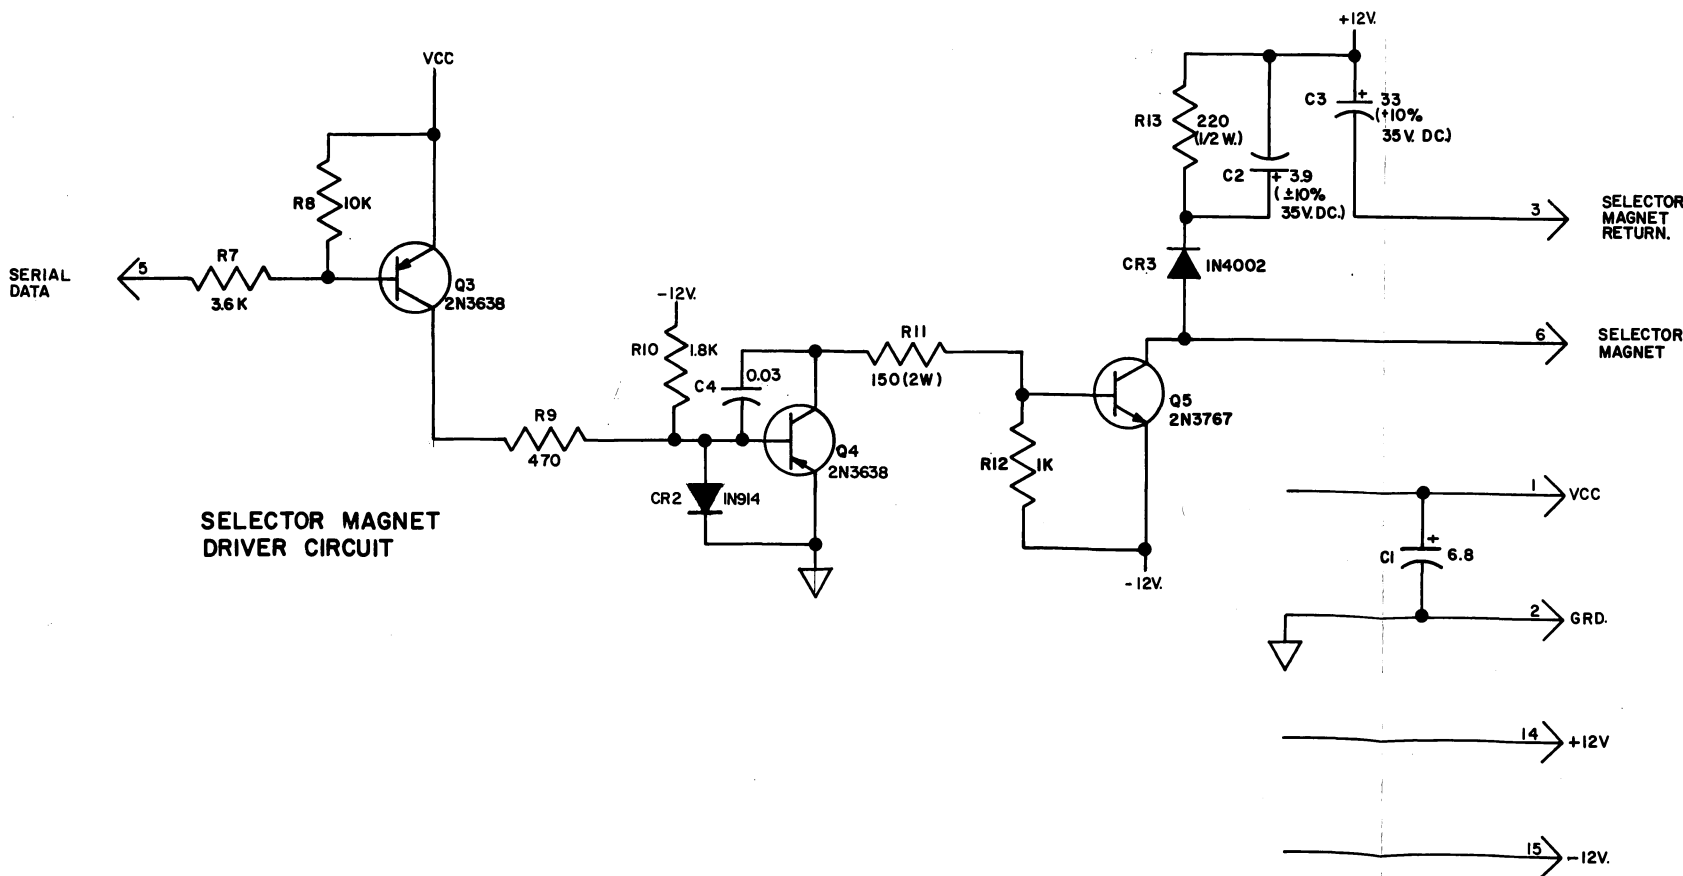 +12V.
VCC
C3
+
33
(+10%
35V. DC.)
R13
220
(1/2 W.)
C2
+ 3.9
(±10%
35V.DC.)
3
SELECTOR
MAGNET
RETURN.
R8
10K
SERIAL
DATA
5
R7
3.6K
Q3
2N3638
CR3
1N4002
-12V.
R10
1.8K
C4
0.03
R11
150(2W)
6
SELECTOR
MAGNET
Q5
2N3767
R9
470
Q4
2N3638
R12
1K
CR2
1N914
SELECTOR MAGNET
DRIVER CIRCUIT
-12V.
1
VCC
C1
+
6.8
2
GRD.
14
+12V
15
-12V.